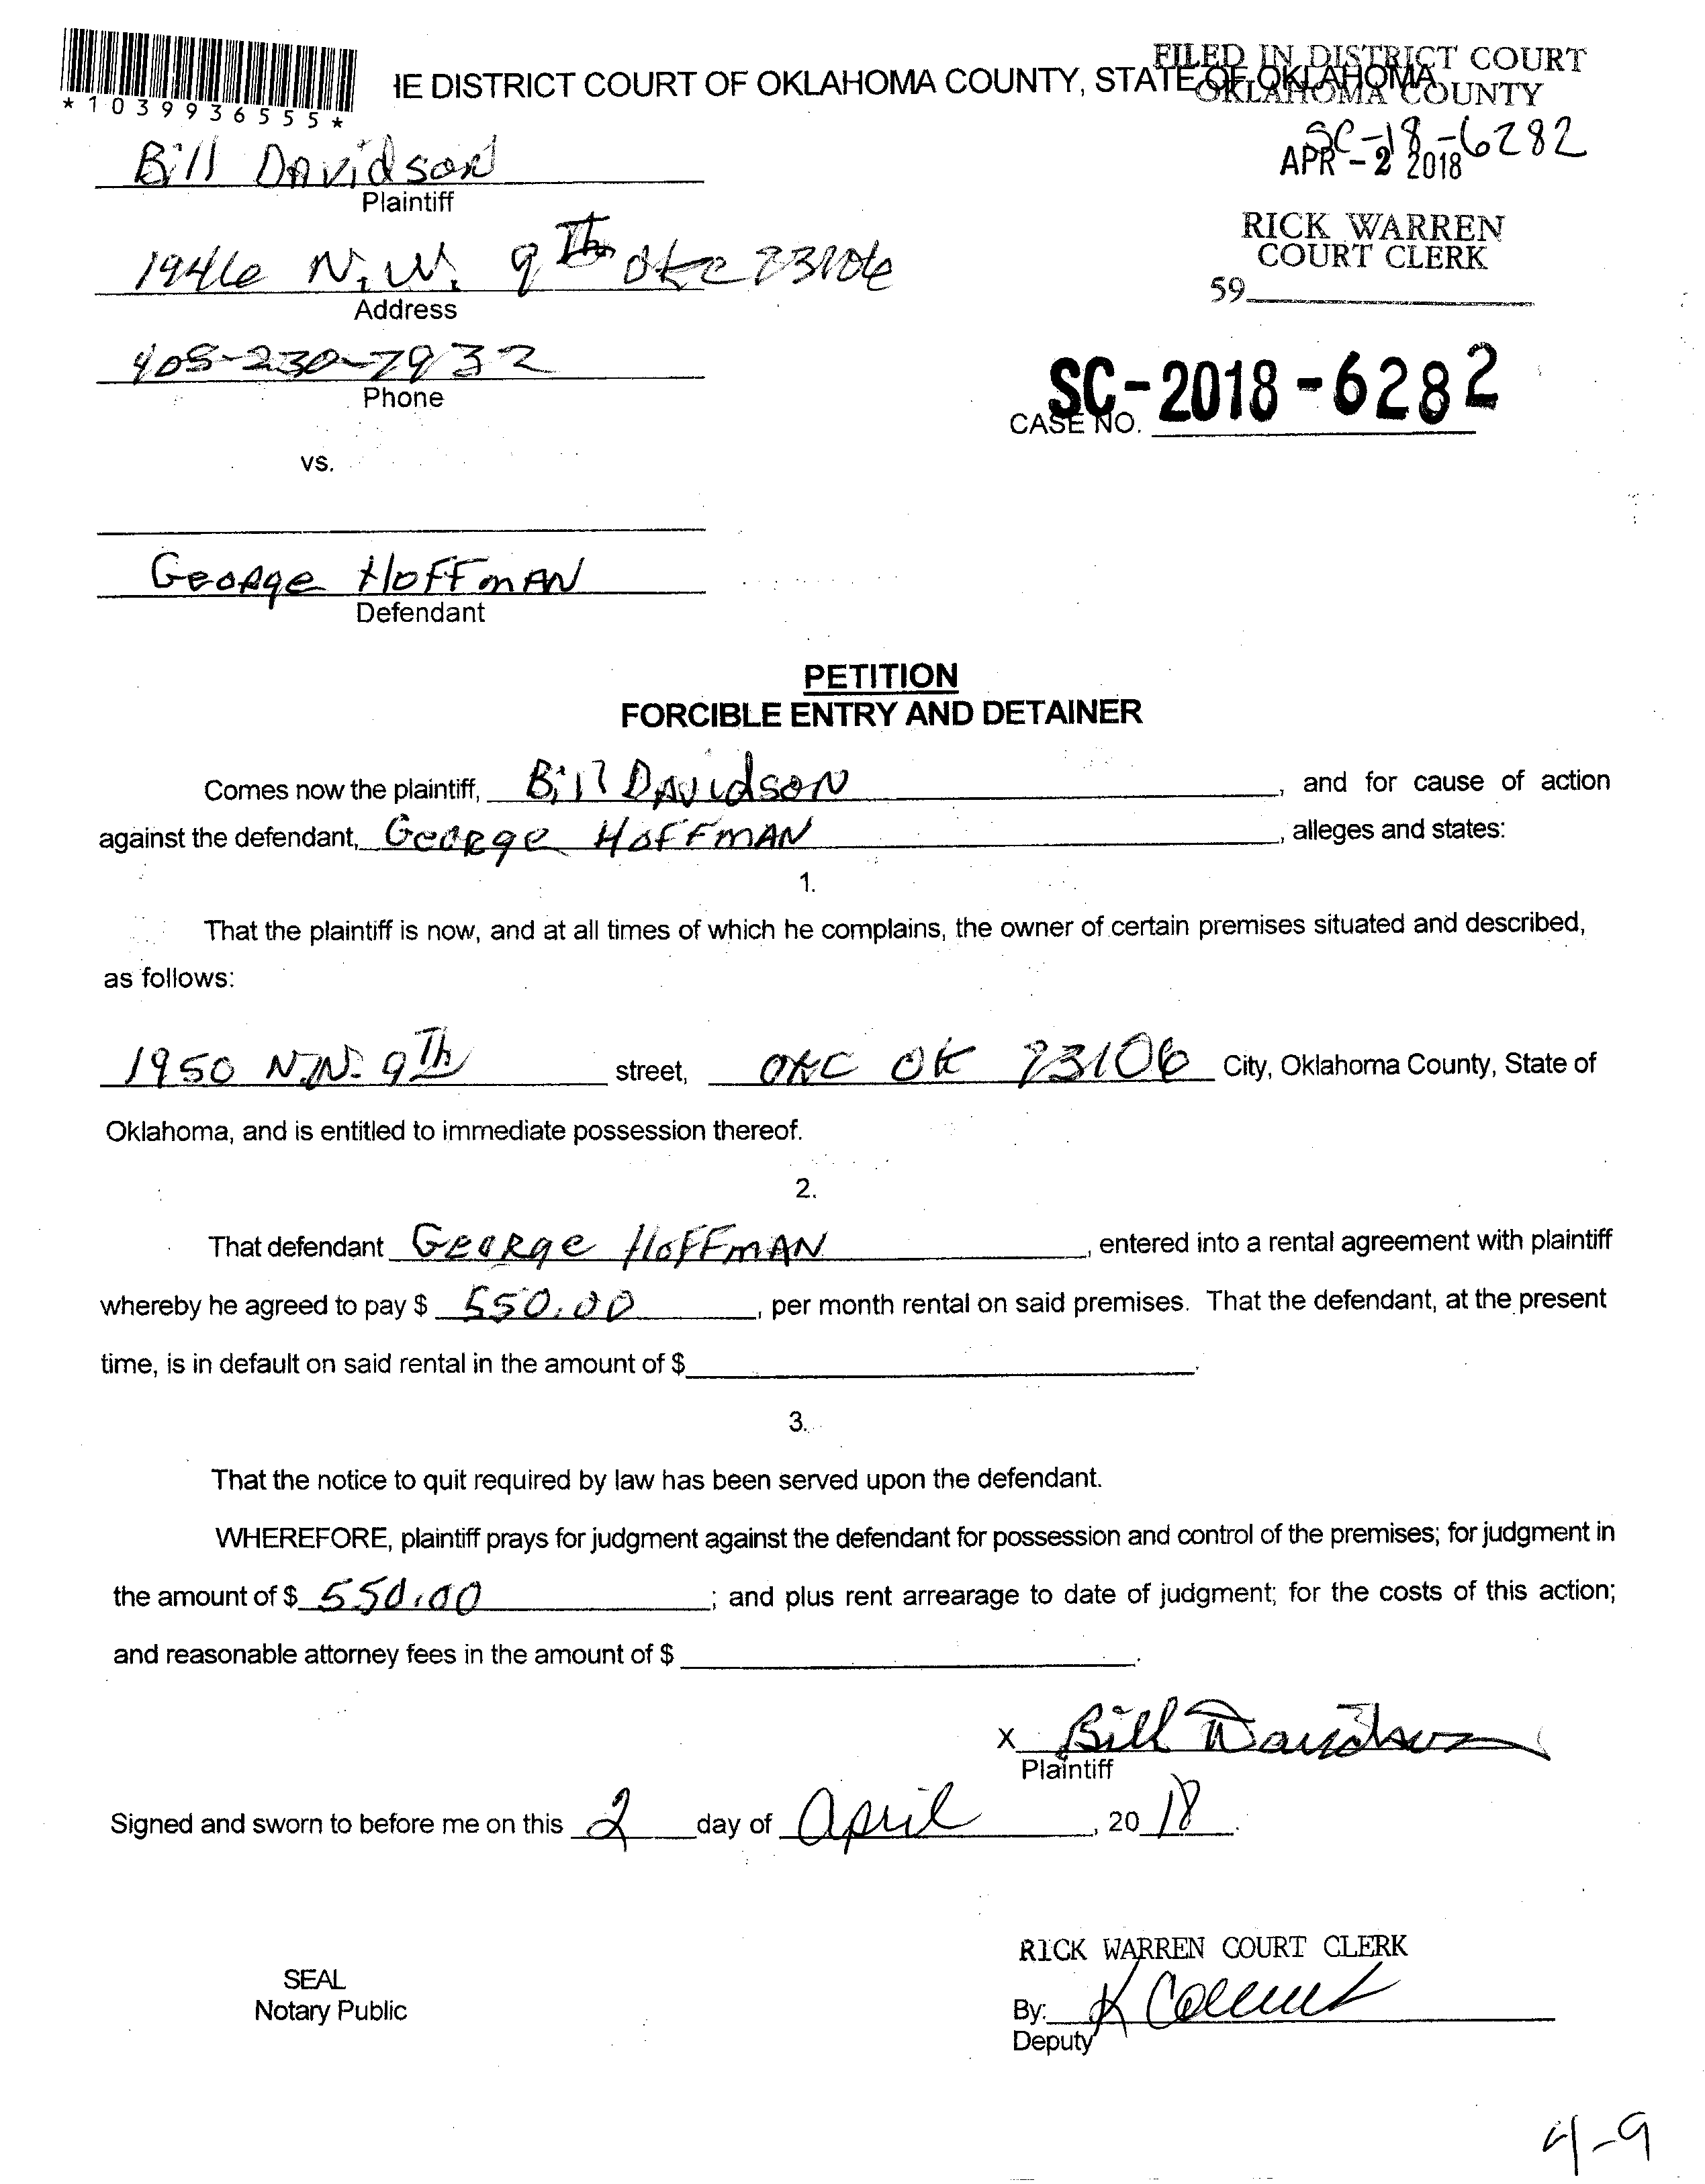 *1039936555*
IE DISTRICT COURT OF OKLAHOMA COUNTY, STATE OF OKLAHOMA
FILED IN DISTRICT COURT
OKLAHOMA COUNTY
SC-18-6282
APR - 2 2018
Bill Davidson
Plaintiff
RICK WARREN
COURT CLERK
59
1946 N.W. 9th OKC 73106
Address
405-230-7932
Phone
SC-2018-6282
CASE NO.
vs.
George HoffmAN
Defendant
PETITION
FORCIBLE ENTRY AND DETAINER
Comes now the plaintiff, Bill Davidson, and for cause of action
against the defendant, George HoffmAN, alleges and states:
1.
That the plaintiff is now, and at all times of which he complains, the owner of certain premises situated and described,
as follows:
1950 N.W. 9Th street, OKC OK 73106 City, Oklahoma County, State of
Oklahoma, and is entitled to immediate possession thereof.
2.
That defendant George HoffmAN, entered into a rental agreement with plaintiff
whereby he agreed to pay $ 550.00, per month rental on said premises. That the defendant, at the present
time, is in default on said rental in the amount of $ .
3.
That the notice to quit required by law has been served upon the defendant.
WHEREFORE, plaintiff prays for judgment against the defendant for possession and control of the premises; for judgment in
the amount of $ 550.00; and plus rent arrearage to date of judgment; for the costs of this action;
and reasonable attorney fees in the amount of $ .
X Bill Davidson
Plaintiff
Signed and sworn to before me on this 2 day of April, 20 18.
RICK WARREN COURT CLERK
SEAL
Notary Public
By: K
Deputy
4-9